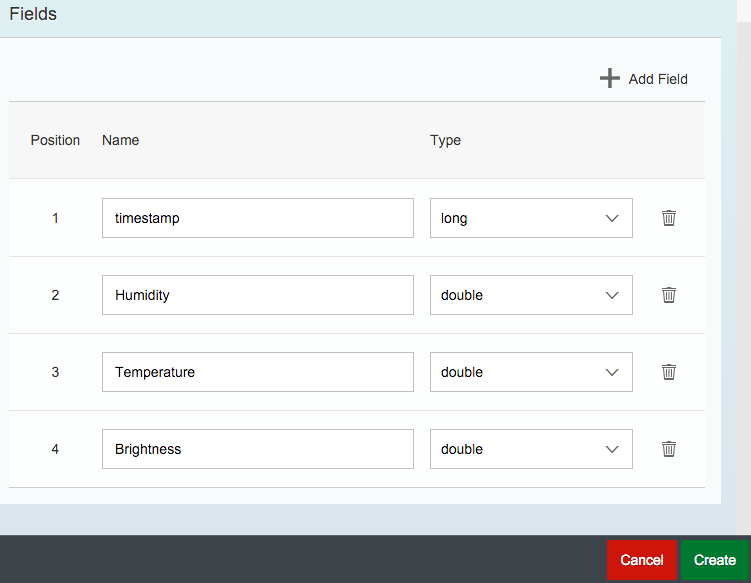 Fields
Add Field
Position Name Type
1 timestamp long
2 Humidity double
3 Temperature double
4 Brightness double
Cancel Create